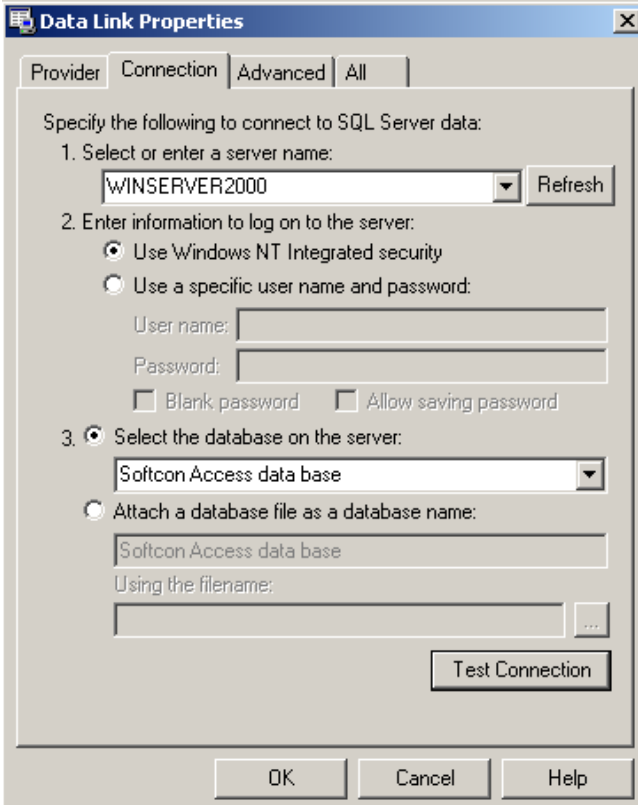 Data Link Properties
Provider Connection Advanced All
Specify the following to connect to SQL Server data:
1. Select or enter a server name:
WINSERVER2000 Refresh
2. Enter information to log on to the server:
Use Windows NT Integrated security
Use a specific user name and password:
User name:
Password:
Blank password Allow saving password
3. Select the database on the server:
Softcon Access data base
Attach a database file as a database name:
Softcon Access data base
Using the filename:
...
Test Connection
OK Cancel Help